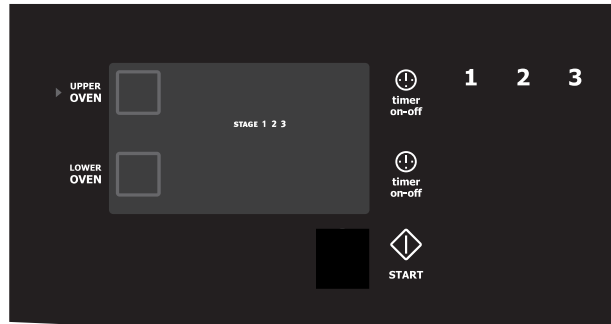 UPPER
OVEN
STAGE 1 2 3
timer
on-off
1 2 3
LOWER
OVEN
timer
on-off
START